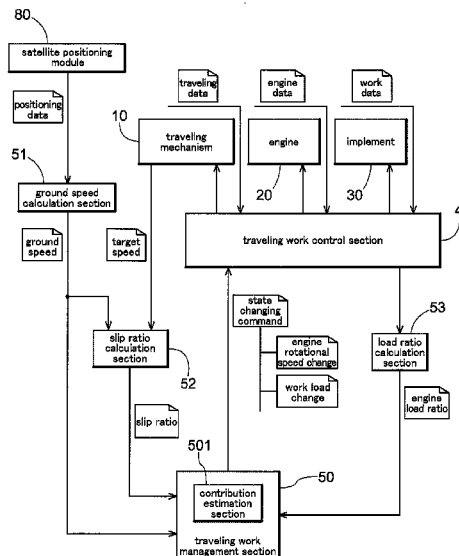 80
satellite positioning
module
positioning
data
traveling
data
engine
data
work
data
10
traveling
mechanism
engine
implement
51
20
30
ground speed
calculation section
traveling work control section
ground
speed
target
speed
state
changing
command
53
slip ratio
calculation
section
52
engine
rotational
speed change
load ratio
calculation
section
work load
change
engine
load ratio
slip ratio
501
50
contribution
estimation
section
traveling work
management section